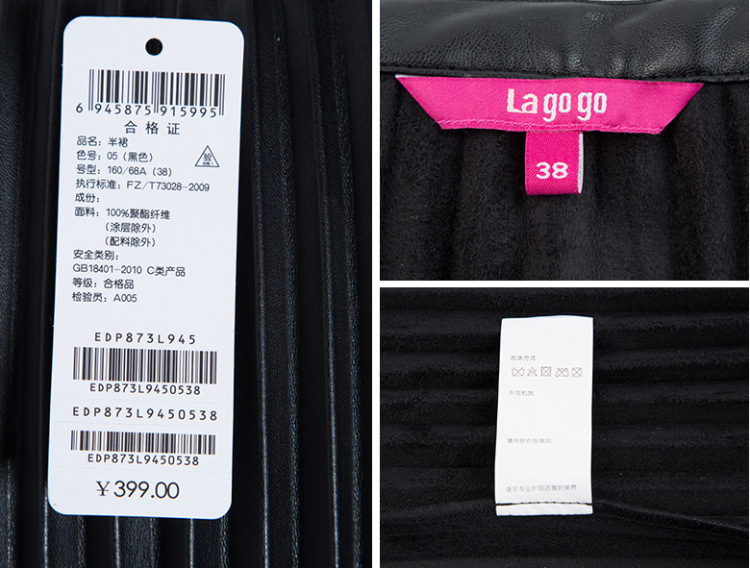 6 945875 915995
合格证
品名：半裙
色号：05（黑色）
号型：160/68A（38）
执行标准：FZ/T73028-2009
成份：
面料：100%聚酯纤维
（涂层除外）
（配料除外）
安全类别：
GB18401-2010 C类产品
等级：合格品
检验员：A005
验
EDP873L945
EDP873L9450538
EDP873L9450538
EDP873L9450538
￥399.00
Lagogo
38
洗涤方式
不可机洗